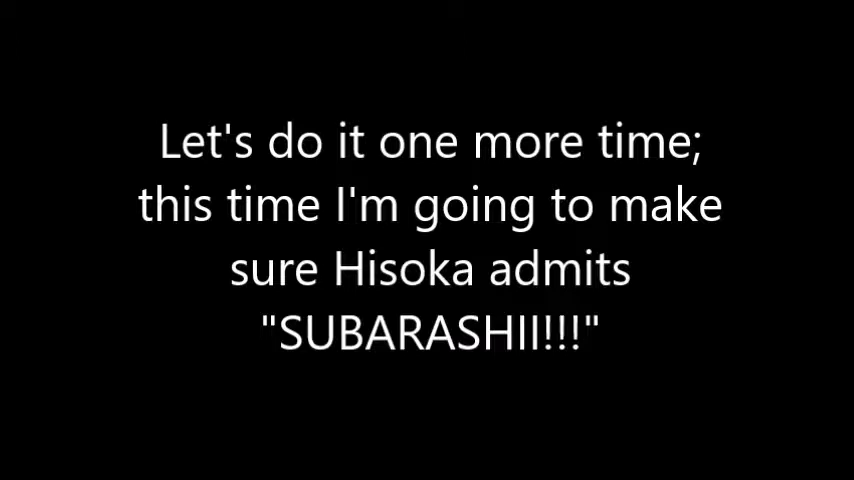 Let's do it one more time;
this time I'm going to make
sure Hisoka admits
"SUBARASHII!!!"